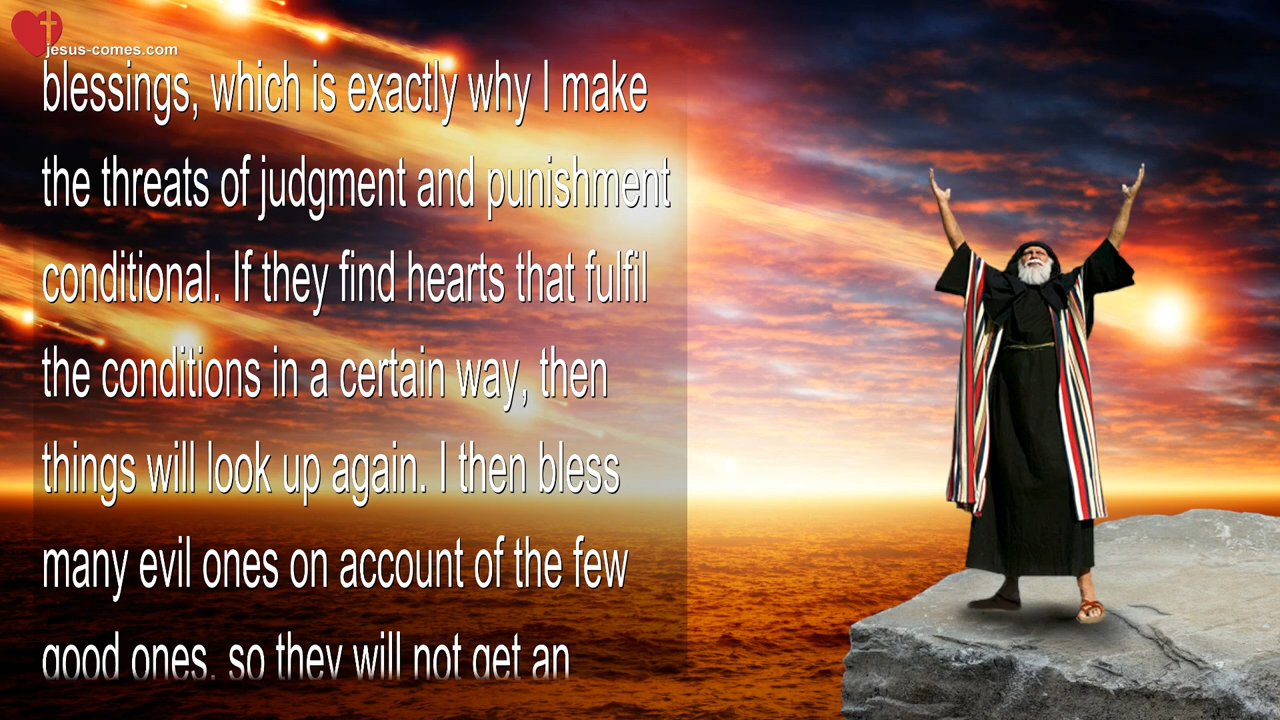 jesus-comes.com
blessings, which is exactly why I make
the threats of judgment and punishment
conditional. If they find hearts that fulfil
the conditions in a certain way, then
things will look up again. I then bless
many evil ones on account of the few
good ones, so they will not get an